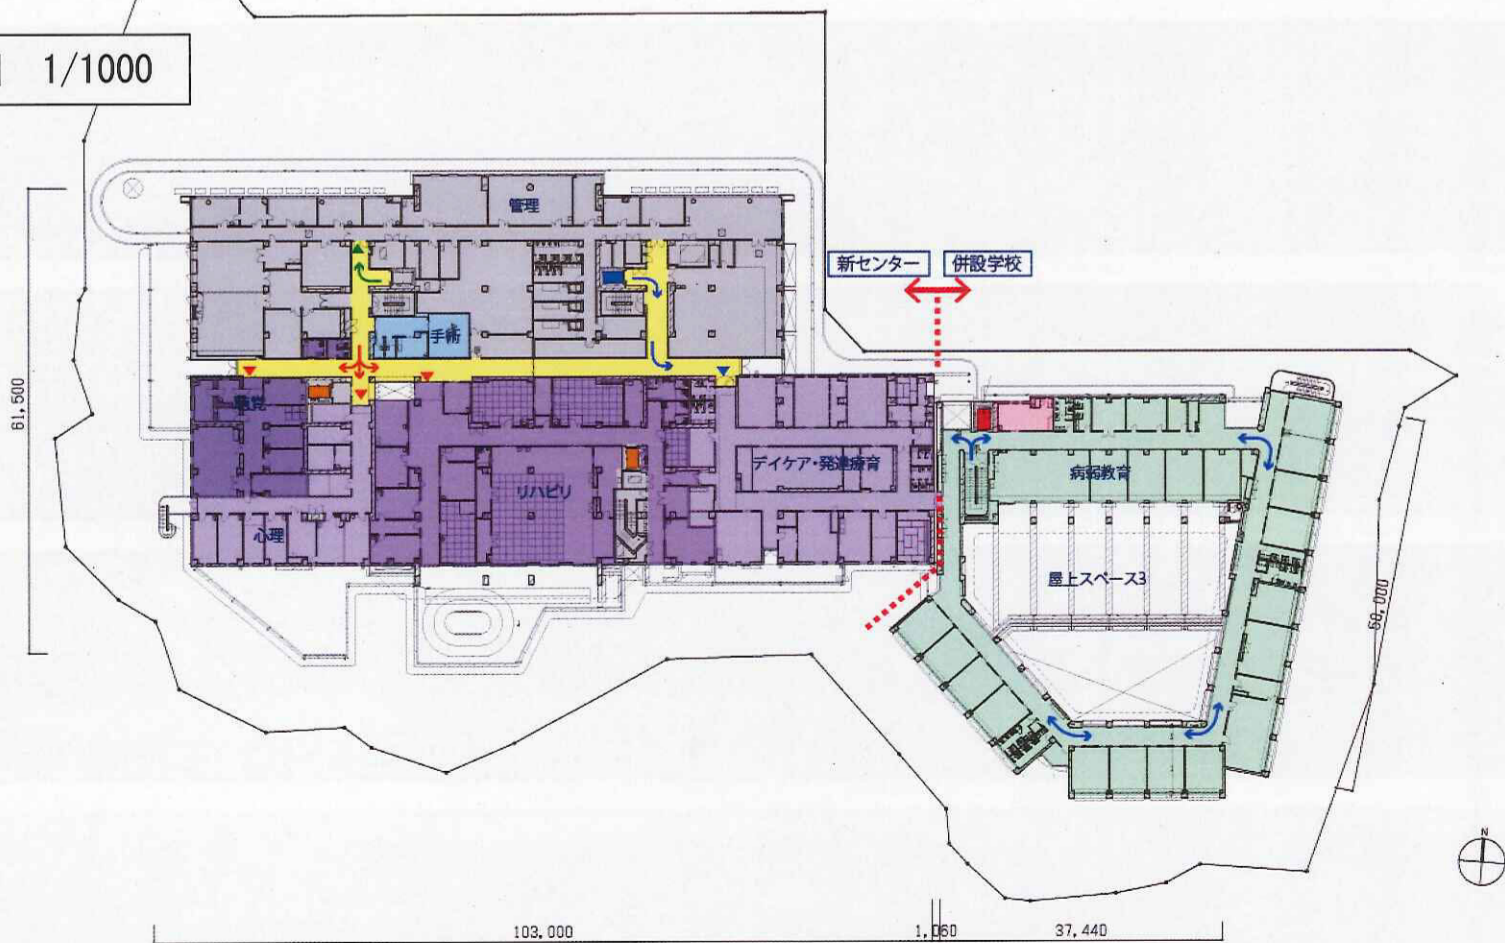 1/1000
管理
新センター
併設学校
手術
61,500
聴覚
デイケア・発達療育
リハビリ
病弱教育
心理
屋上スペース3
60,000
N
103,000
1,060
37,440